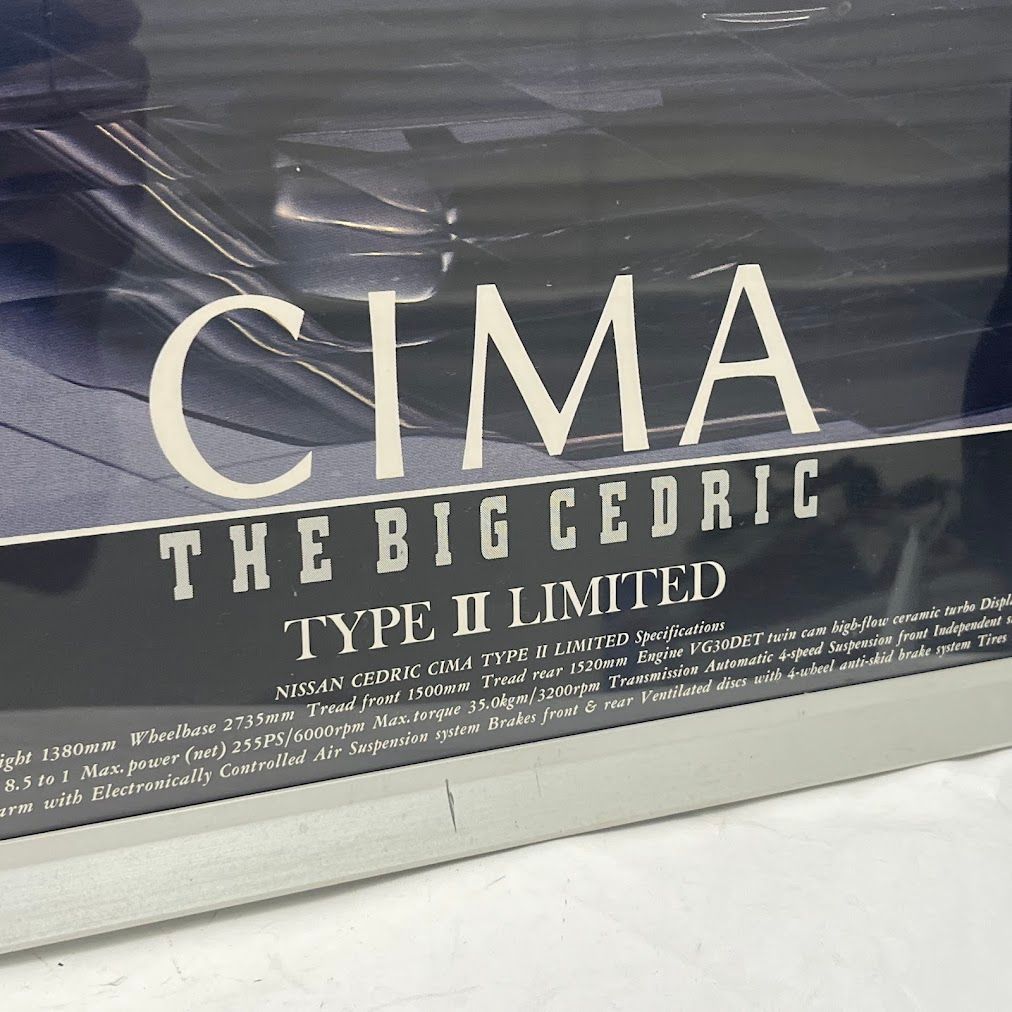 CIMA
THE BIG CEDRIC
TYPE II LIMITED
NISSAN CEDRIC CIMA TYPE II LIMITED Specifications
1380mm Wheelbase 2735mm Tread front 1500mm Tread rear 1520mm Engine VG30DET twin cam high-flow ceramic turbo
8.5 to 1 Max. power (net) 255PS/6000rpm Max. torque 35.0kgm/3200rpm Transmission Automatic 4-speed Suspension front Independent
arm with Electronically Controlled Air Suspension system Brakes front & rear Ventilated discs with 4-wheel anti-skid brake system Tires